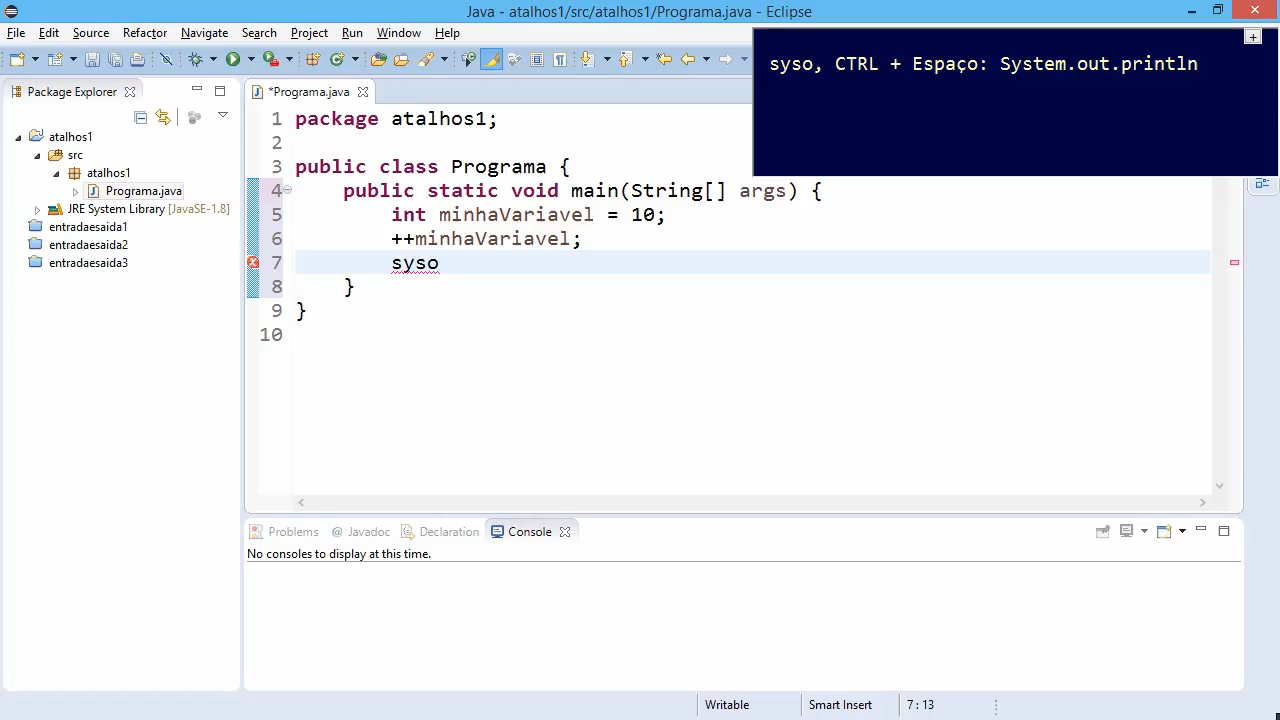 Java - atalhos1/src/atalhos1/Programa.java - Eclipse
File Edit Source Refactor Navigate Search Project Run Window Help
syso, CTRL + Espaço: System.out.println
Package Explorer
atalhos1
src
atalhos1
Programa.java
JRE System Library [JavaSE-1.8]
entradaesaida1
entradaesaida2
entradaesaida3
*Programa.java
1 package atalhos1;
2
3 public class Programa {
4 public static void main(String[] args) {
5 int minhaVariavel = 10;
6 ++minhaVariavel;
7 syso
8 }
9 }
10
Problems @ Javadoc Declaration Console
No consoles to display at this time.
Writable Smart Insert 7 : 13